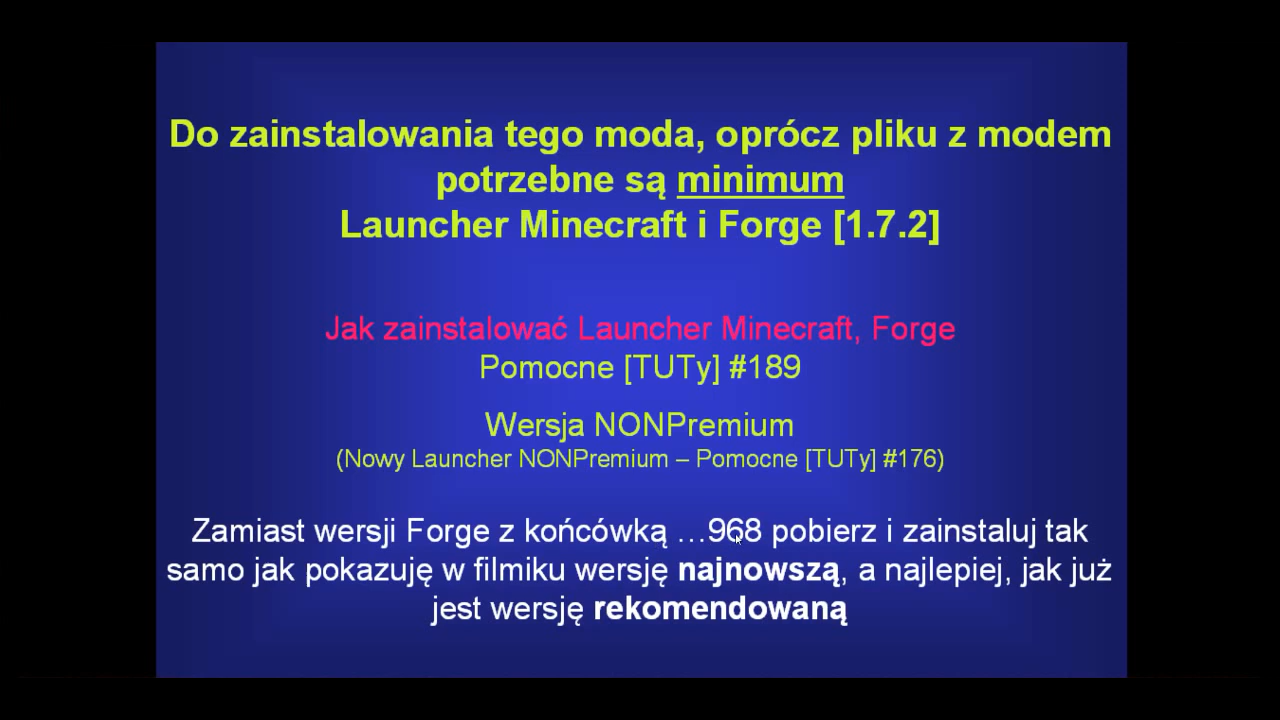 Do zainstalowania tego moda, oprócz pliku z modem
potrzebne są minimum
Launcher Minecraft i Forge [1.7.2]
Jak zainstalować Launcher Minecraft, Forge
Pomocne [TUTy] #189
Wersja NONPremium
(Nowy Launcher NONPremium – Pomocne [TUTy] #176)
Zamiast wersji Forge z końcówką …968 pobierz i zainstaluj tak
samo jak pokazuję w filmiku wersję najnowszą, a najlepiej, jak już
jest wersję rekomendowaną